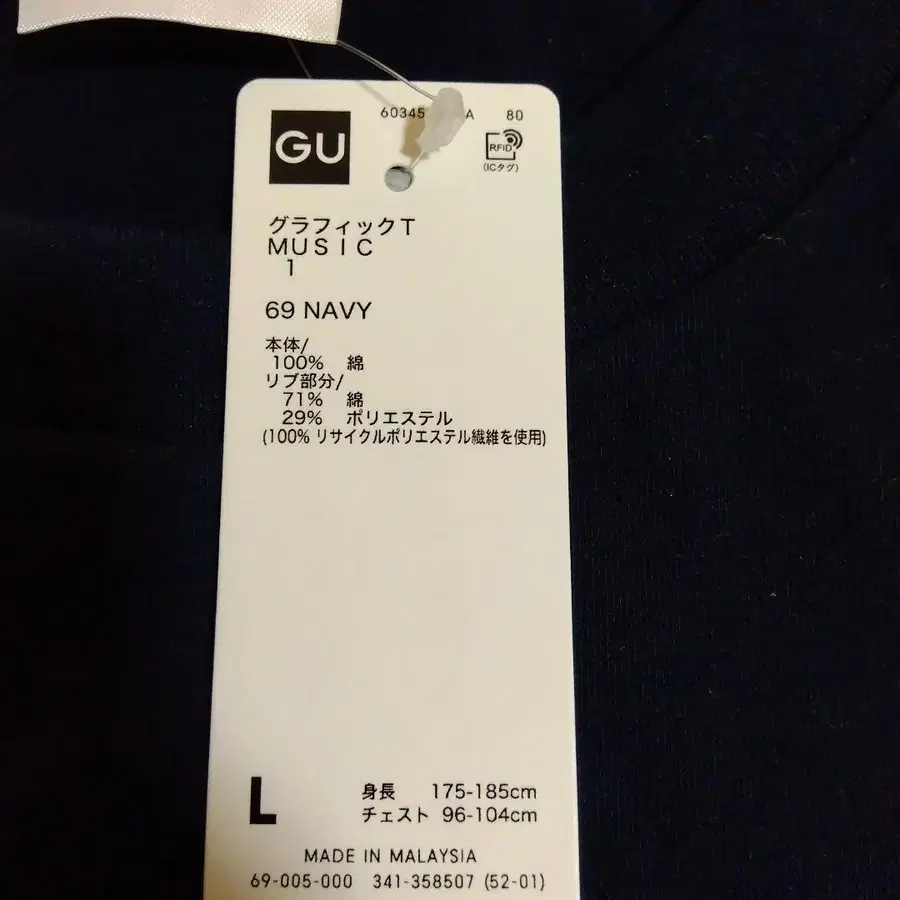 60345 A 80
GU
RFID
(ICタグ)
グラフィックT
MUSIC
1
69 NAVY
本体/
100% 綿
リブ部分/
71% 綿
29% ポリエステル
(100% リサイクルポリエステル繊維を使用)
L
身長 175-185cm
チェスト 96-104cm
MADE IN MALAYSIA
69-005-000 341-358507 (52-01)